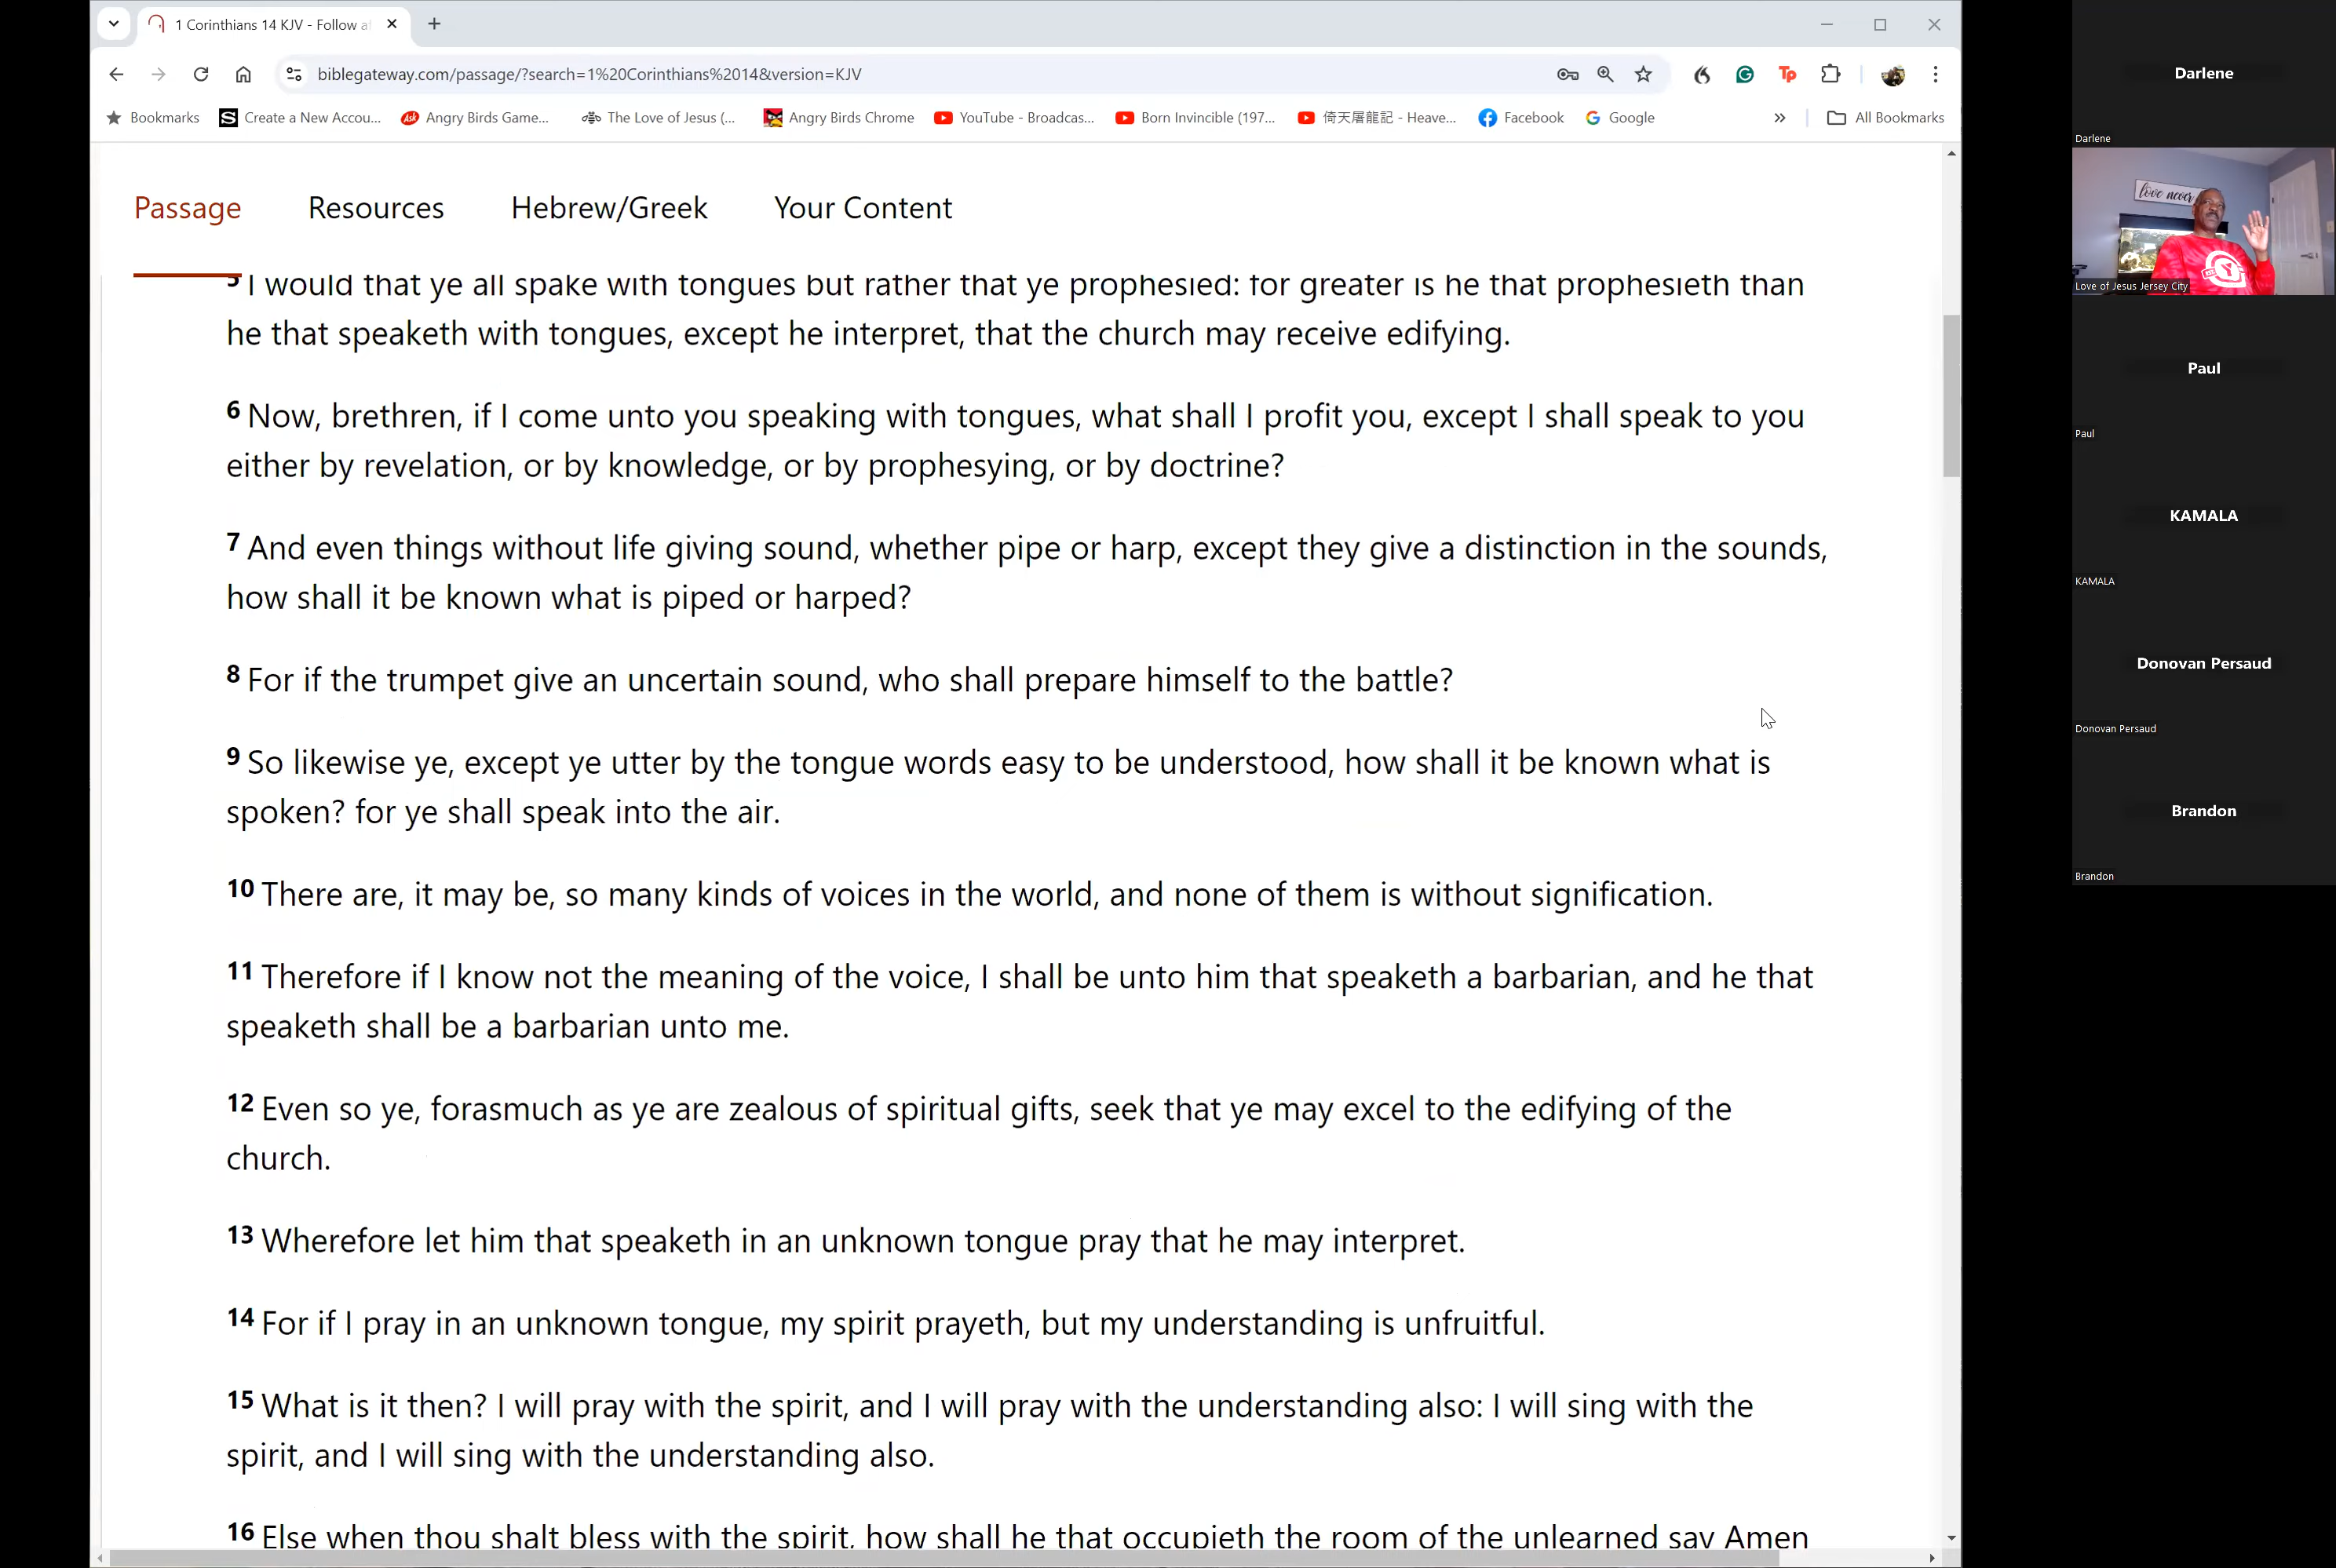 1 Corinthians 14 KJV - Follow af
biblegateway.com/passage/?search=1%20Corinthians%2014&version=KJV
Bookmarks
Create a New Accou...
Angry Birds Game...
The Love of Jesus (...
Angry Birds Chrome
YouTube - Broadcas...
Born Invincible (197...
倚天屠龍記 - Heave...
Facebook
Google
All Bookmarks
Passage
Resources
Hebrew/Greek
Your Content
5 I would that ye all spake with tongues but rather that ye prophesied: for greater is he that prophesieth than
he that speaketh with tongues, except he interpret, that the church may receive edifying.
6 Now, brethren, if I come unto you speaking with tongues, what shall I profit you, except I shall speak to you
either by revelation, or by knowledge, or by prophesying, or by doctrine?
7 And even things without life giving sound, whether pipe or harp, except they give a distinction in the sounds,
how shall it be known what is piped or harped?
8 For if the trumpet give an uncertain sound, who shall prepare himself to the battle?
9 So likewise ye, except ye utter by the tongue words easy to be understood, how shall it be known what is
spoken? for ye shall speak into the air.
10 There are, it may be, so many kinds of voices in the world, and none of them is without signification.
11 Therefore if I know not the meaning of the voice, I shall be unto him that speaketh a barbarian, and he that
speaketh shall be a barbarian unto me.
12 Even so ye, forasmuch as ye are zealous of spiritual gifts, seek that ye may excel to the edifying of the
church.
13 Wherefore let him that speaketh in an unknown tongue pray that he may interpret.
14 For if I pray in an unknown tongue, my spirit prayeth, but my understanding is unfruitful.
15 What is it then? I will pray with the spirit, and I will pray with the understanding also: I will sing with the
spirit, and I will sing with the understanding also.
16 Else when thou shalt bless with the spirit, how shall he that occupieth the room of the unlearned say Amen
Darlene
Darlene
love never
Y
Love of Jesus Jersey City
Paul
Paul
KAMALA
KAMALA
Donovan Persaud
Donovan Persaud
Brandon
Brandon